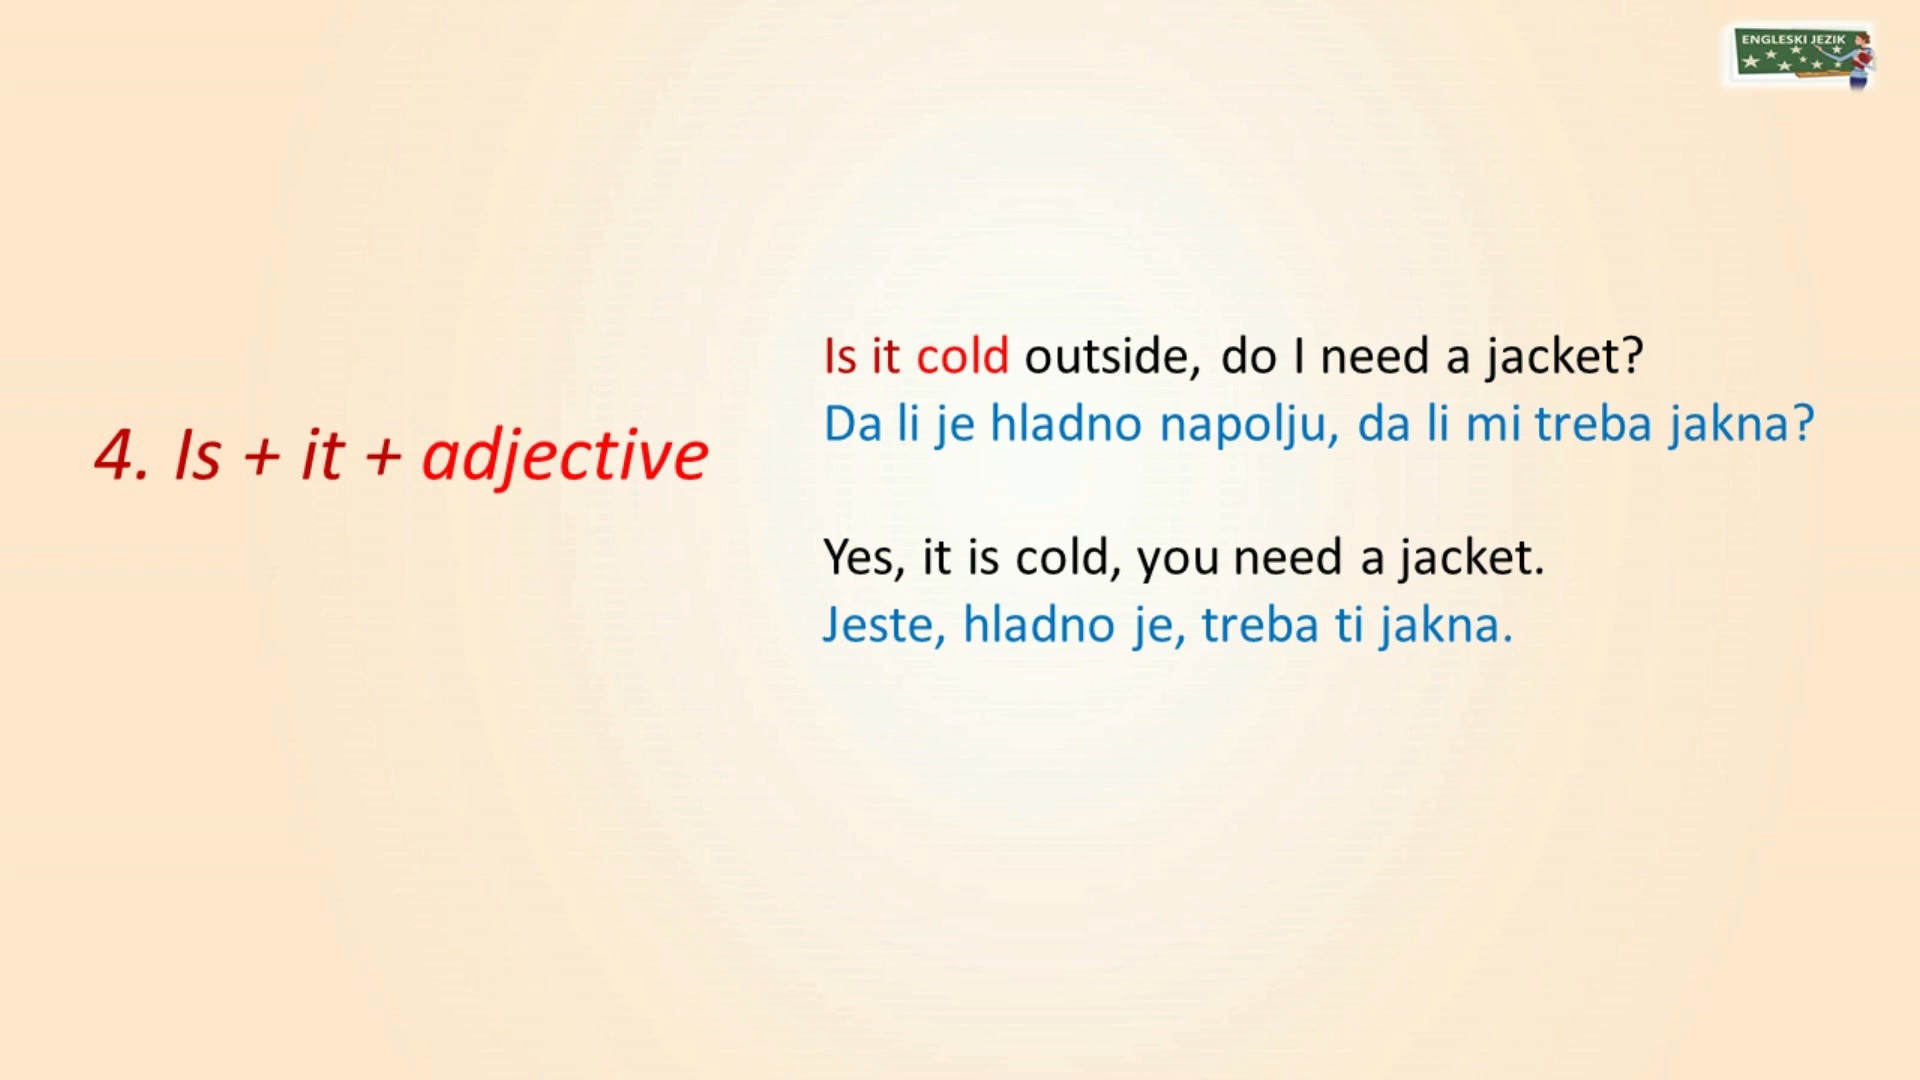 ENGLESKI JEZIK
4. Is + it + adjective
Is it cold outside, do I need a jacket?
Da li je hladno napolju, da li mi treba jakna?
Yes, it is cold, you need a jacket.
Jeste, hladno je, treba ti jakna.